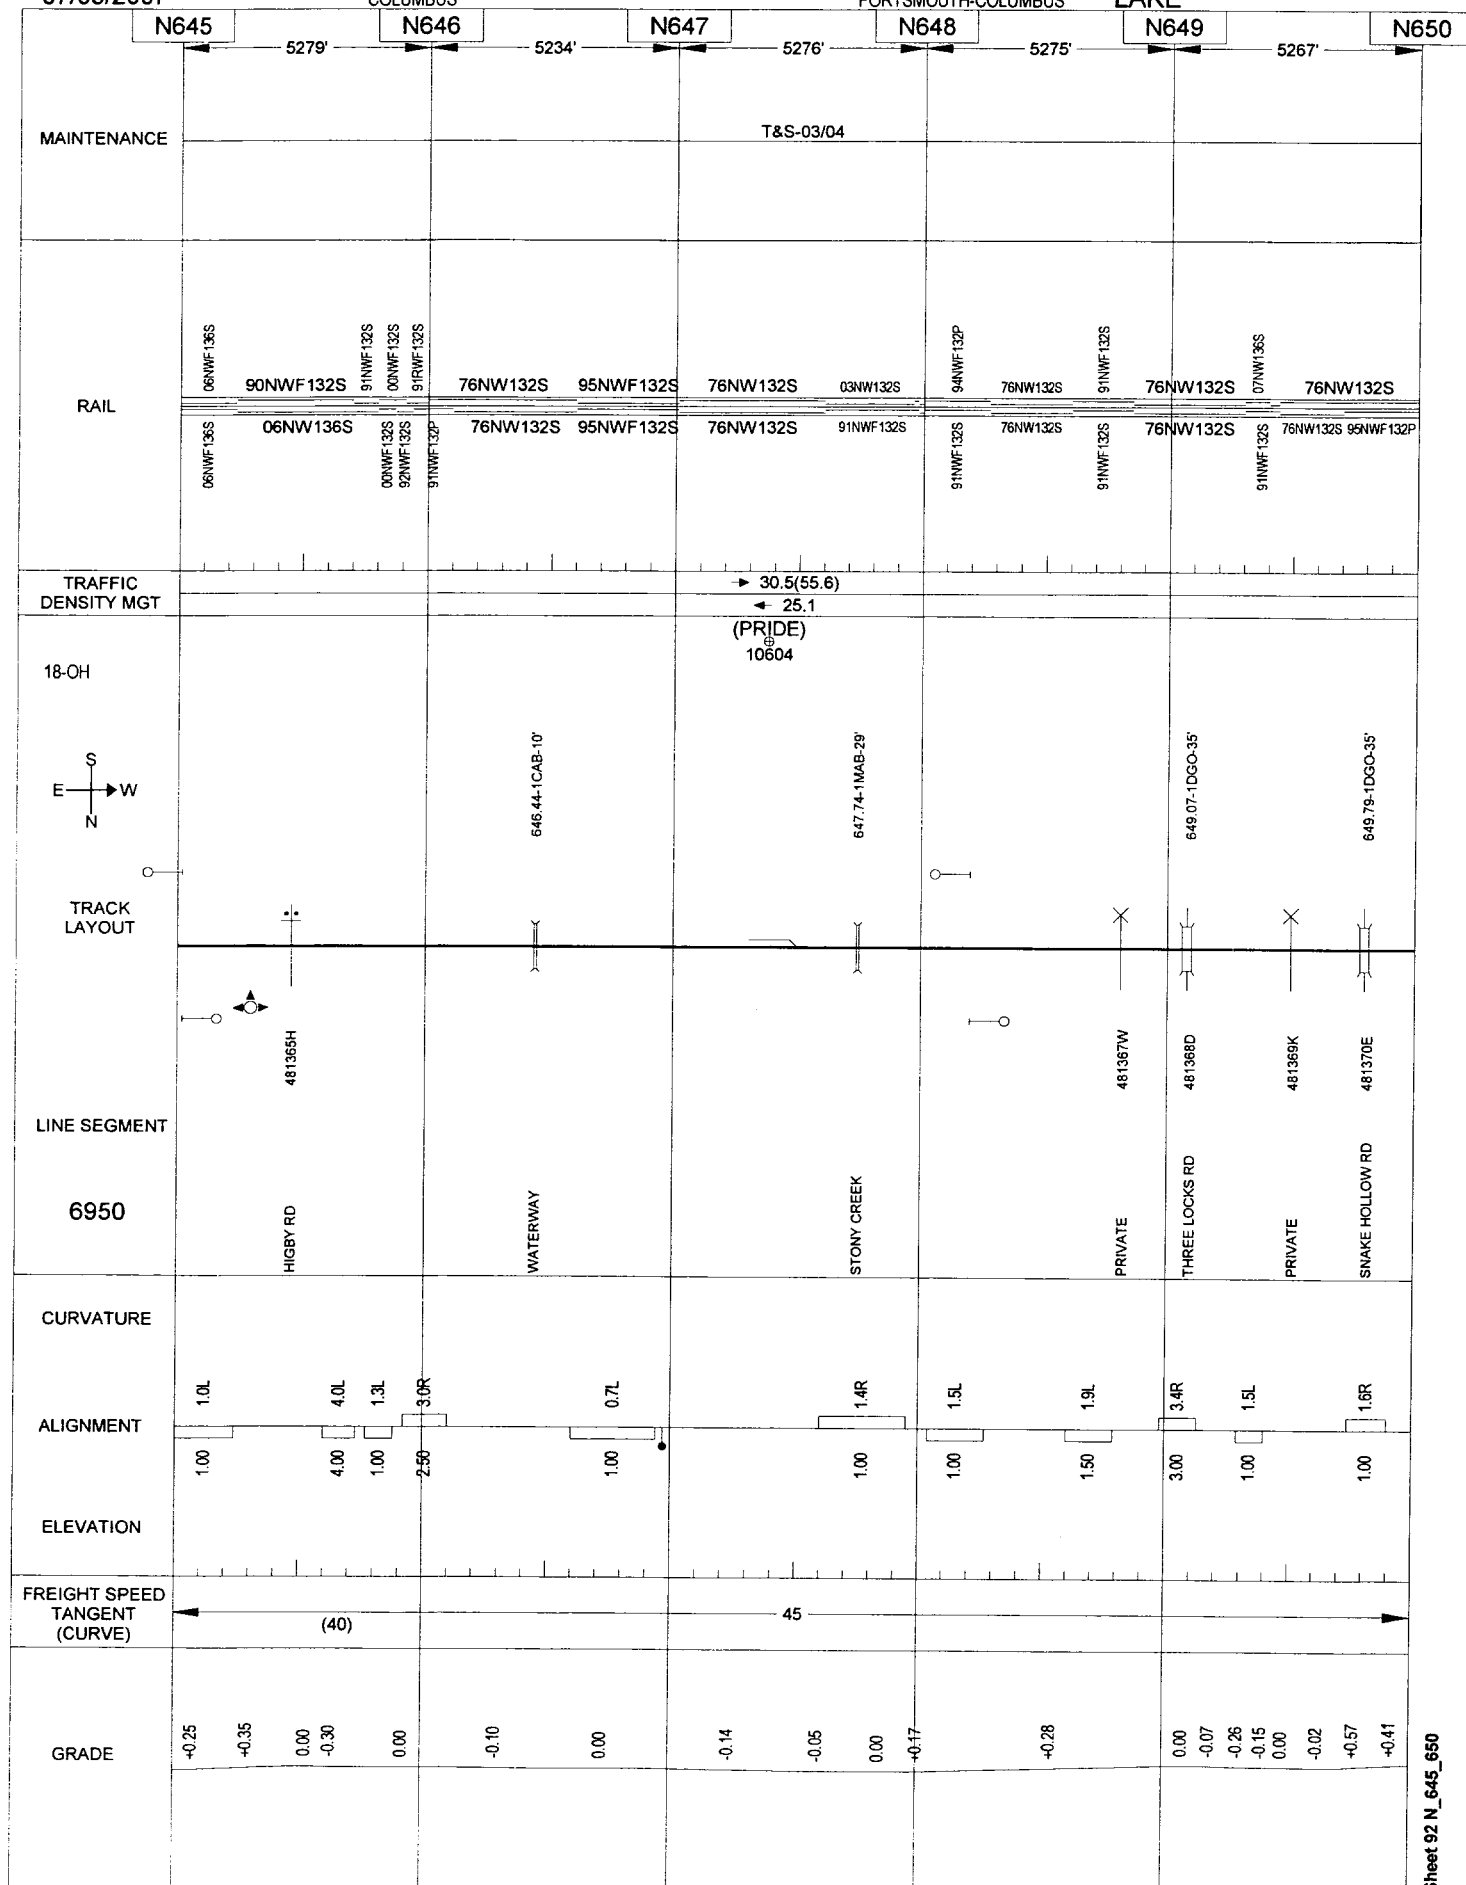 COLUMBUS PORTSMOUTH-COLUMBUS LAKE
N645 N646 N647 N648 N649 N650
5279' 5234' 5276' 5275' 5267'
MAINTENANCE
T&S-03/04
RAIL
06NWF136S 90NWF132S 91NWF132S 00NWF132S 91RWF132S 76NW132S 95NWF132S 76NW132S 03NW132S 94NWF132P 76NW132S 91NWF132S 76NW132S 07NW136S 76NW132S
06NWF136S 06NW136S 00NWF132S 92NWF132S 91NWF132P 76NW132S 95NWF132S 76NW132S 91NWF132S 91NWF132S 76NW132S 91NWF132S 76NW132S 91NWF132S 76NW132S 95NWF132P
TRAFFIC
DENSITY MGT
30.5(55.6)
25.1
(PRIDE)
10604
18-OH
S
E W
N
646.44-1CAB-10' 647.74-1MAB-29' 649.07-1DGO-35' 649.79-1DGO-35'
TRACK
LAYOUT
481365H 481367W 481368D 481369K 481370E
LINE SEGMENT
6950
HIGBY RD WATERWAY STONY CREEK PRIVATE THREE LOCKS RD PRIVATE SNAKE HOLLOW RD
CURVATURE
1.0L 4.0L 1.3L 3.0R 0.7L 1.4R 1.5L 1.9L 3.4R 1.5L 1.6R
ALIGNMENT
1.00 4.00 1.00 2.50 1.00 1.00 1.00 1.50 3.00 1.00 1.00
ELEVATION
FREIGHT SPEED
TANGENT
(CURVE)
(40) 45
GRADE
+0.25 +0.35 0.00 -0.30 0.00 -0.10 0.00 -0.14 -0.05 0.00 +0.17 +0.28 0.00 -0.07 -0.26 -0.15 0.00 -0.02 +0.57 +0.41
Sheet 92 N_645_650